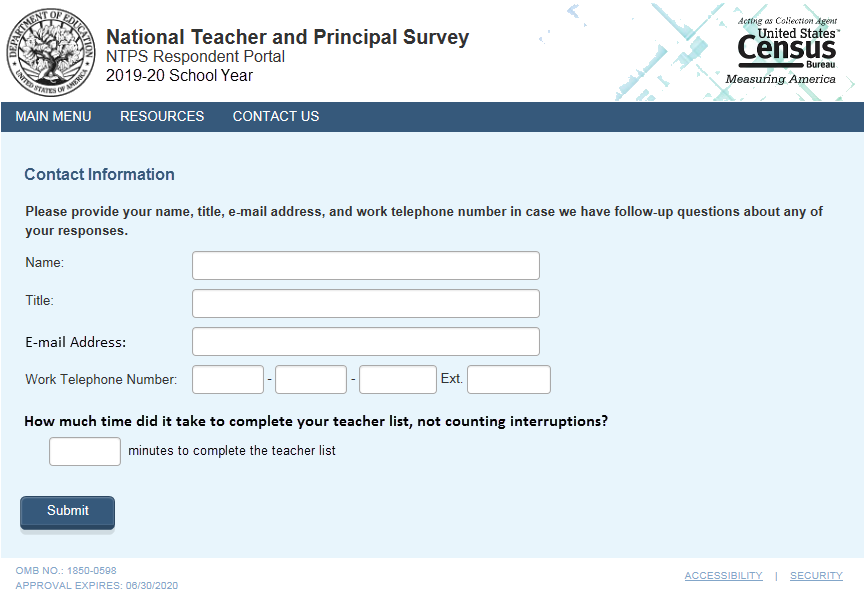 DEPARTMENT OF EDUCATION
UNITED STATES OF AMERICA
National Teacher and Principal Survey
NTPS Respondent Portal
2019-20 School Year
Acting as Collection Agent
United States™
Census
Bureau
Measuring America
MAIN MENU RESOURCES CONTACT US
Contact Information
Please provide your name, title, e-mail address, and work telephone number in case we have follow-up questions about any of
your responses.
Name:
Title:
E-mail Address:
Work Telephone Number: - - Ext.
How much time did it take to complete your teacher list, not counting interruptions?
minutes to complete the teacher list
Submit
OMB NO.: 1850-0598
APPROVAL EXPIRES: 06/30/2020
ACCESSIBILITY | SECURITY